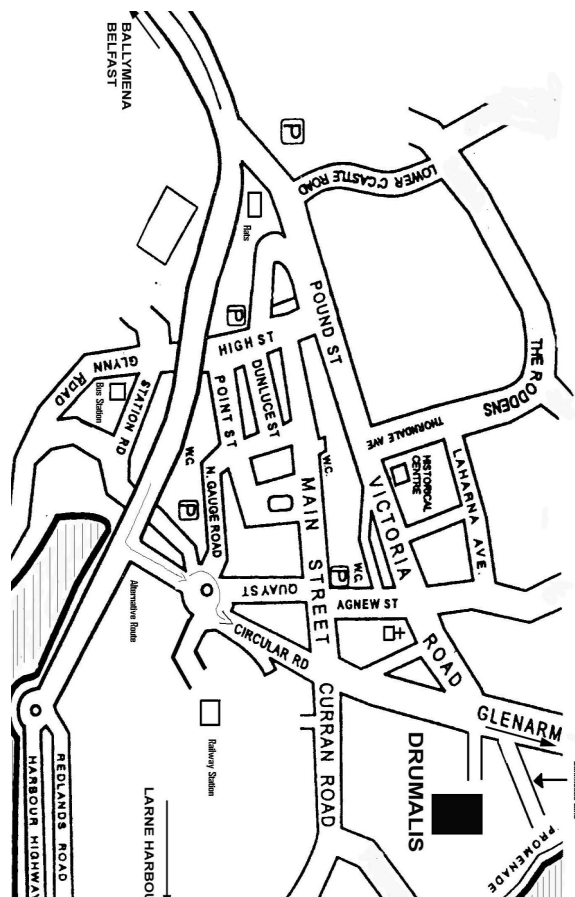 BALLYMENA
BELFAST
P
LOWER C'CASTLE ROAD
Flats
THE RODDENS
POUND ST
P
HIGH ST
GLYNN ROAD
Bus Station
STATION RD
POINT ST
DUNLUCE ST
THORNDALE AVE
LAHARNA AVE.
HISTORICAL
CENTRE
W.C.
W.C.
P
N. GAUGE ROAD
MAIN STREET
VICTORIA ROAD
W.C.
P
QUAY ST
AGNEW ST
Alternative Route
CIRCULAR RD
CURRAN ROAD
GLENARM
Railway Station
DRUMALIS
PROMENADE
REDLANDS ROAD
HARBOUR HIGHWAY
LARNE HARBOU